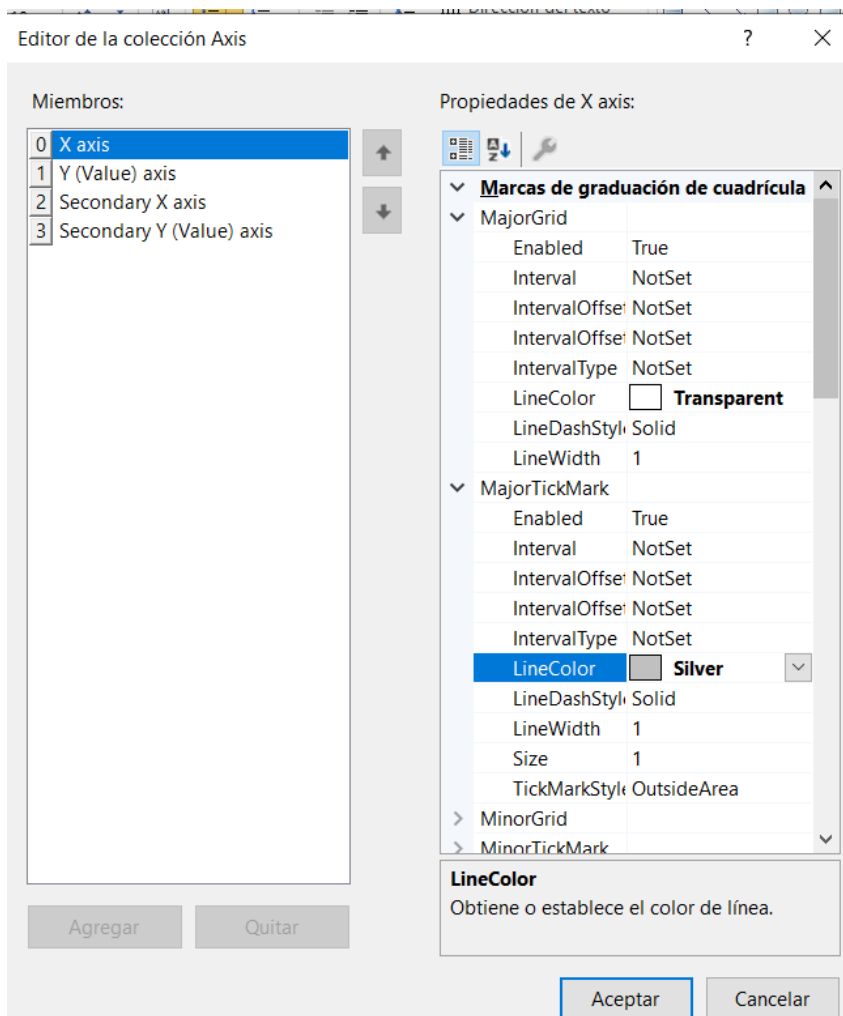 Dirección del texto
Editor de la colección Axis ?
Miembros:
0 X axis
1 Y (Value) axis
2 Secondary X axis
3 Secondary Y (Value) axis
Agregar Quitar
Propiedades de X axis:
Marcas de graduación de cuadrícula
MajorGrid
Enabled True
Interval NotSet
IntervalOffset NotSet
IntervalOffset NotSet
IntervalType NotSet
LineColor Transparent
LineDashStyle Solid
LineWidth 1
MajorTickMark
Enabled True
Interval NotSet
IntervalOffset NotSet
IntervalOffset NotSet
IntervalType NotSet
LineColor Silver
LineDashStyle Solid
LineWidth 1
Size 1
TickMarkStyle OutsideArea
MinorGrid
MinorTickMark
LineColor
Obtiene o establece el color de línea.
Aceptar Cancelar